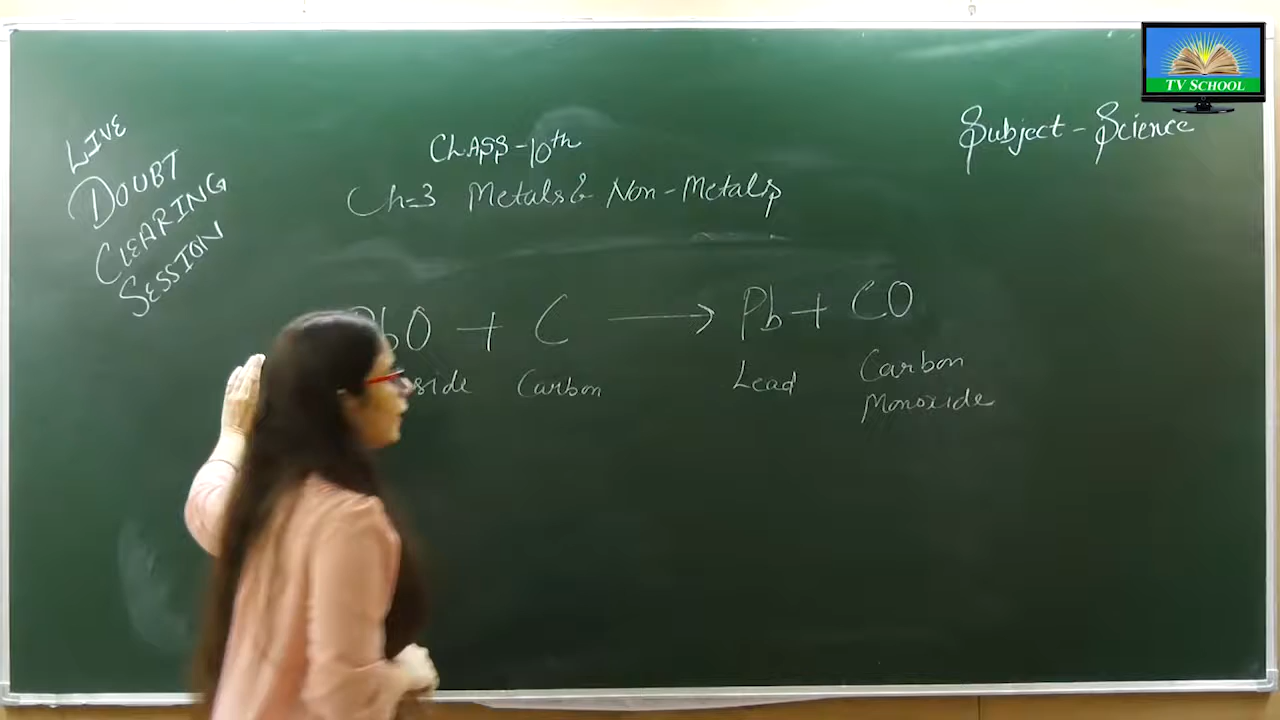 TV SCHOOL
LIVE
DOUBT
CLEARING
SESSION
CLASS-10th
Subject - Science
Ch=3 Metals & Non-Metals
PbO + C → Pb + CO
Carbon Lead Carbon
Monoxide